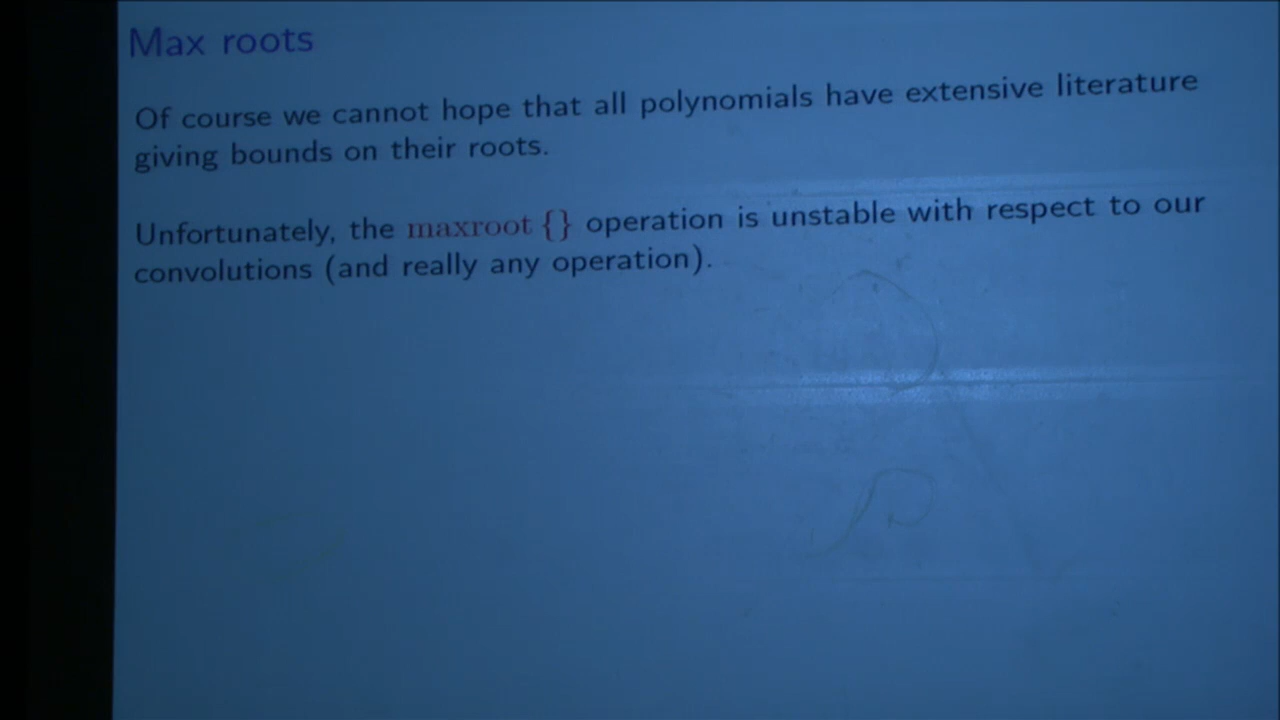 Max roots
Of course we cannot hope that all polynomials have extensive literature
giving bounds on their roots.
Unfortunately, the maxroot {} operation is unstable with respect to our
convolutions (and really any operation).